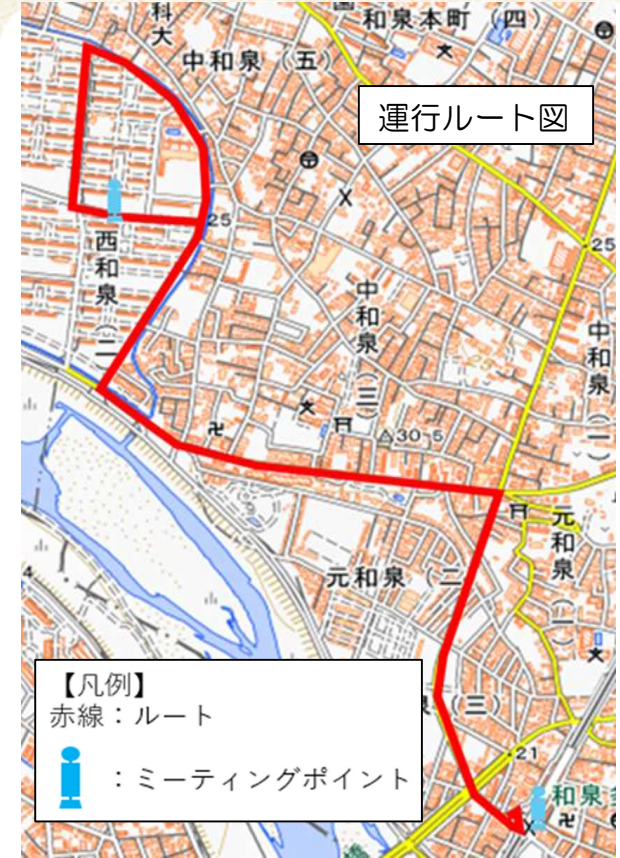 科大
和泉本町（四）
中和泉（五）
運行ルート図
25
25
西和泉（二
中和泉（三）
中和泉（一）
30.5
元和泉（一）
元和泉（二
（三）
4
21
和泉多
【凡例】
赤線：ルート
：ミーティングポイント